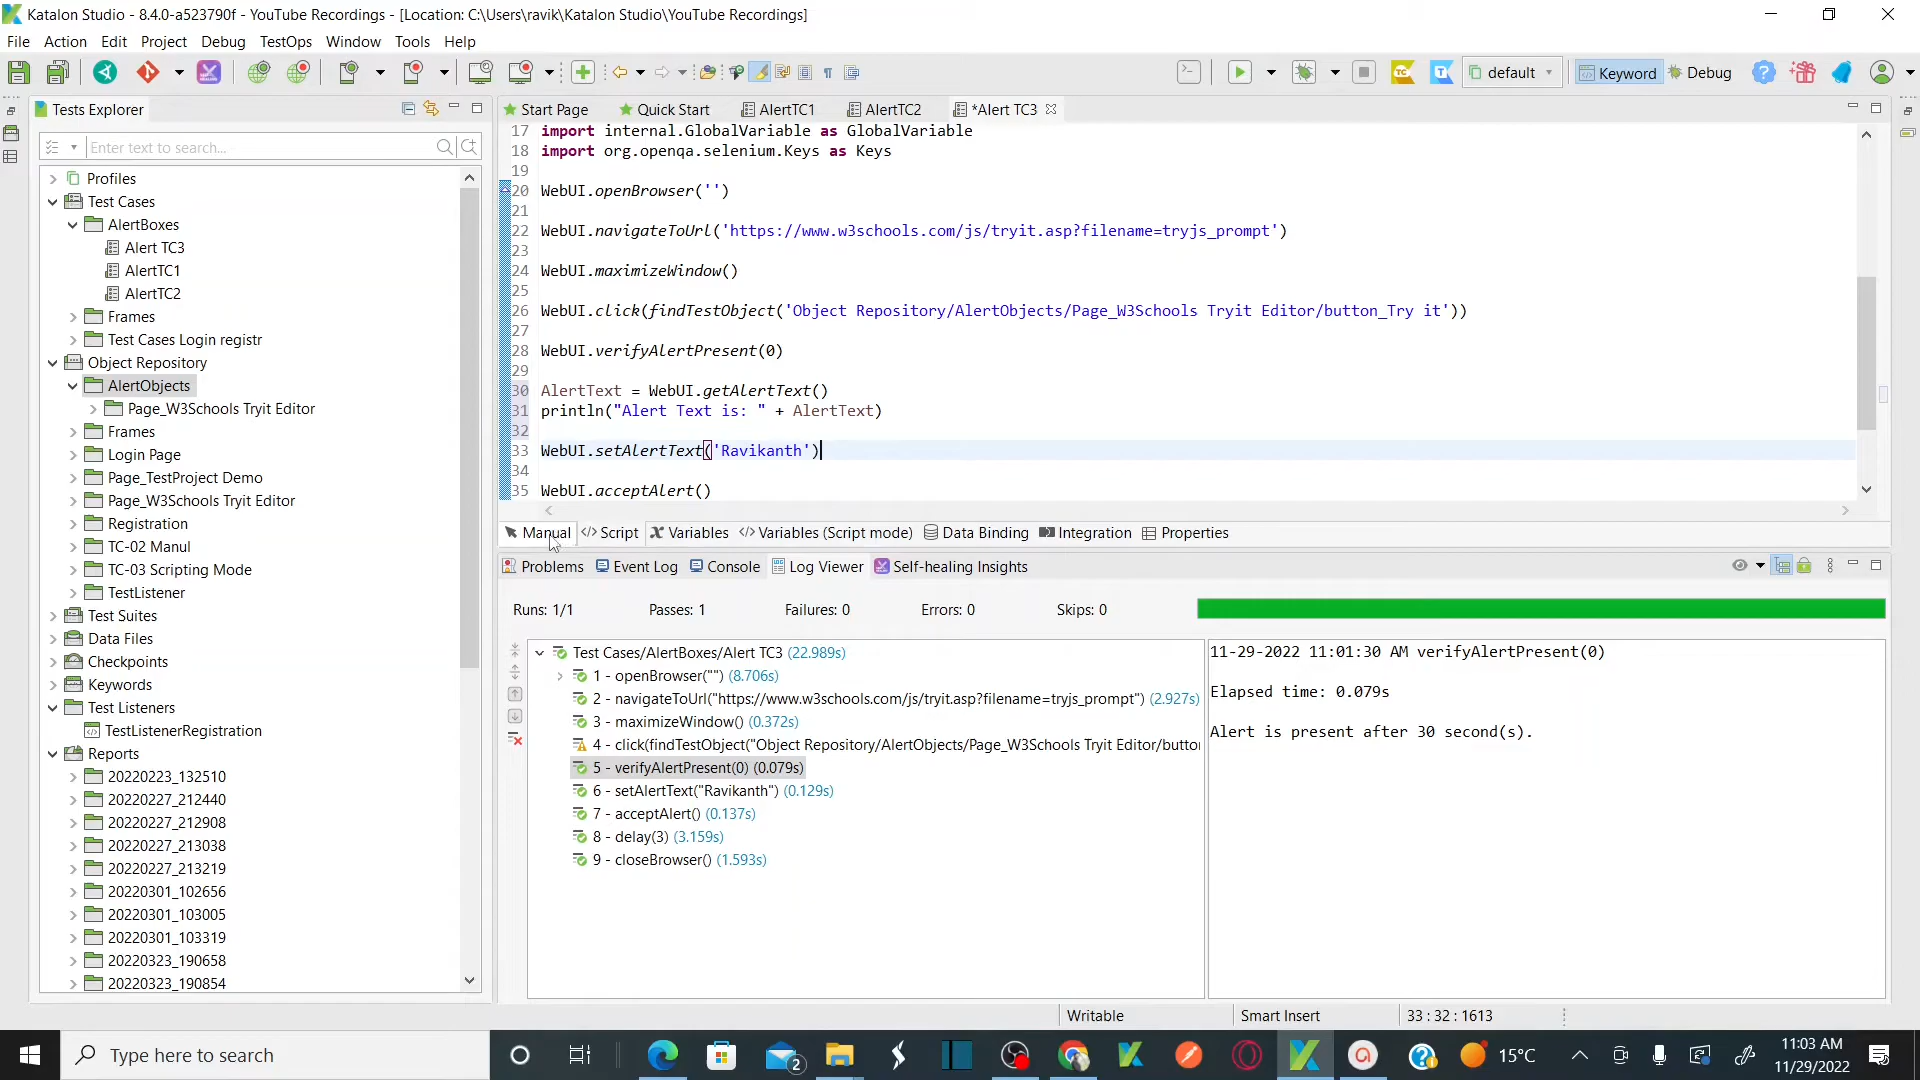 Katalon Studio - 8.4.0-a523790f - YouTube Recordings - [Location: C:\Users\ravik\Katalon Studio\YouTube Recordings]
File Action Edit Project Debug TestOps Window Tools Help
default Keyword Debug
Tests Explorer
Enter text to search...
Profiles
Test Cases
AlertBoxes
Alert TC3
AlertTC1
AlertTC2
Frames
Test Cases Login registr
Object Repository
AlertObjects
Page_W3Schools Tryit Editor
Frames
Login Page
Page_TestProject Demo
Page_W3Schools Tryit Editor
Registration
TC-02 Manul
TC-03 Scripting Mode
TestListener
Test Suites
Data Files
Checkpoints
Keywords
Test Listeners
TestListenerRegistration
Reports
20220223_132510
20220227_212440
20220227_212908
20220227_213038
20220227_213219
20220301_102656
20220301_103005
20220301_103319
20220323_190658
20220323_190854
Start Page Quick Start AlertTC1 AlertTC2 *Alert TC3
17 import internal.GlobalVariable as GlobalVariable
18 import org.openqa.selenium.Keys as Keys
19
20 WebUI.openBrowser('')
21
22 WebUI.navigateToUrl('https://www.w3schools.com/js/tryit.asp?filename=tryjs_prompt')
23
24 WebUI.maximizeWindow()
25
26 WebUI.click(findTestObject('Object Repository/AlertObjects/Page_W3Schools Tryit Editor/button_Try it'))
27
28 WebUI.verifyAlertPresent(0)
29
30 AlertText = WebUI.getAlertText()
31 println("Alert Text is: " + AlertText)
32
33 WebUI.setAlertText('Ravikanth')
34
35 WebUI.acceptAlert()
Manual Script Variables Variables (Script mode) Data Binding Integration Properties
Problems Event Log Console Log Viewer Self-healing Insights
Runs: 1/1 Passes: 1 Failures: 0 Errors: 0 Skips: 0
Test Cases/AlertBoxes/Alert TC3 (22.989s)
1 - openBrowser("") (8.706s)
2 - navigateToUrl("https://www.w3schools.com/js/tryit.asp?filename=tryjs_prompt") (2.927s)
3 - maximizeWindow() (0.372s)
4 - click(findTestObject("Object Repository/AlertObjects/Page_W3Schools Tryit Editor/button
5 - verifyAlertPresent(0) (0.079s)
6 - setAlertText("Ravikanth") (0.129s)
7 - acceptAlert() (0.137s)
8 - delay(3) (3.159s)
9 - closeBrowser() (1.593s)
11-29-2022 11:01:30 AM verifyAlertPresent(0)
Elapsed time: 0.079s
Alert is present after 30 second(s).
Writable Smart Insert 33 : 32 : 1613
Type here to search
2
15°C
11:03 AM
11/29/2022